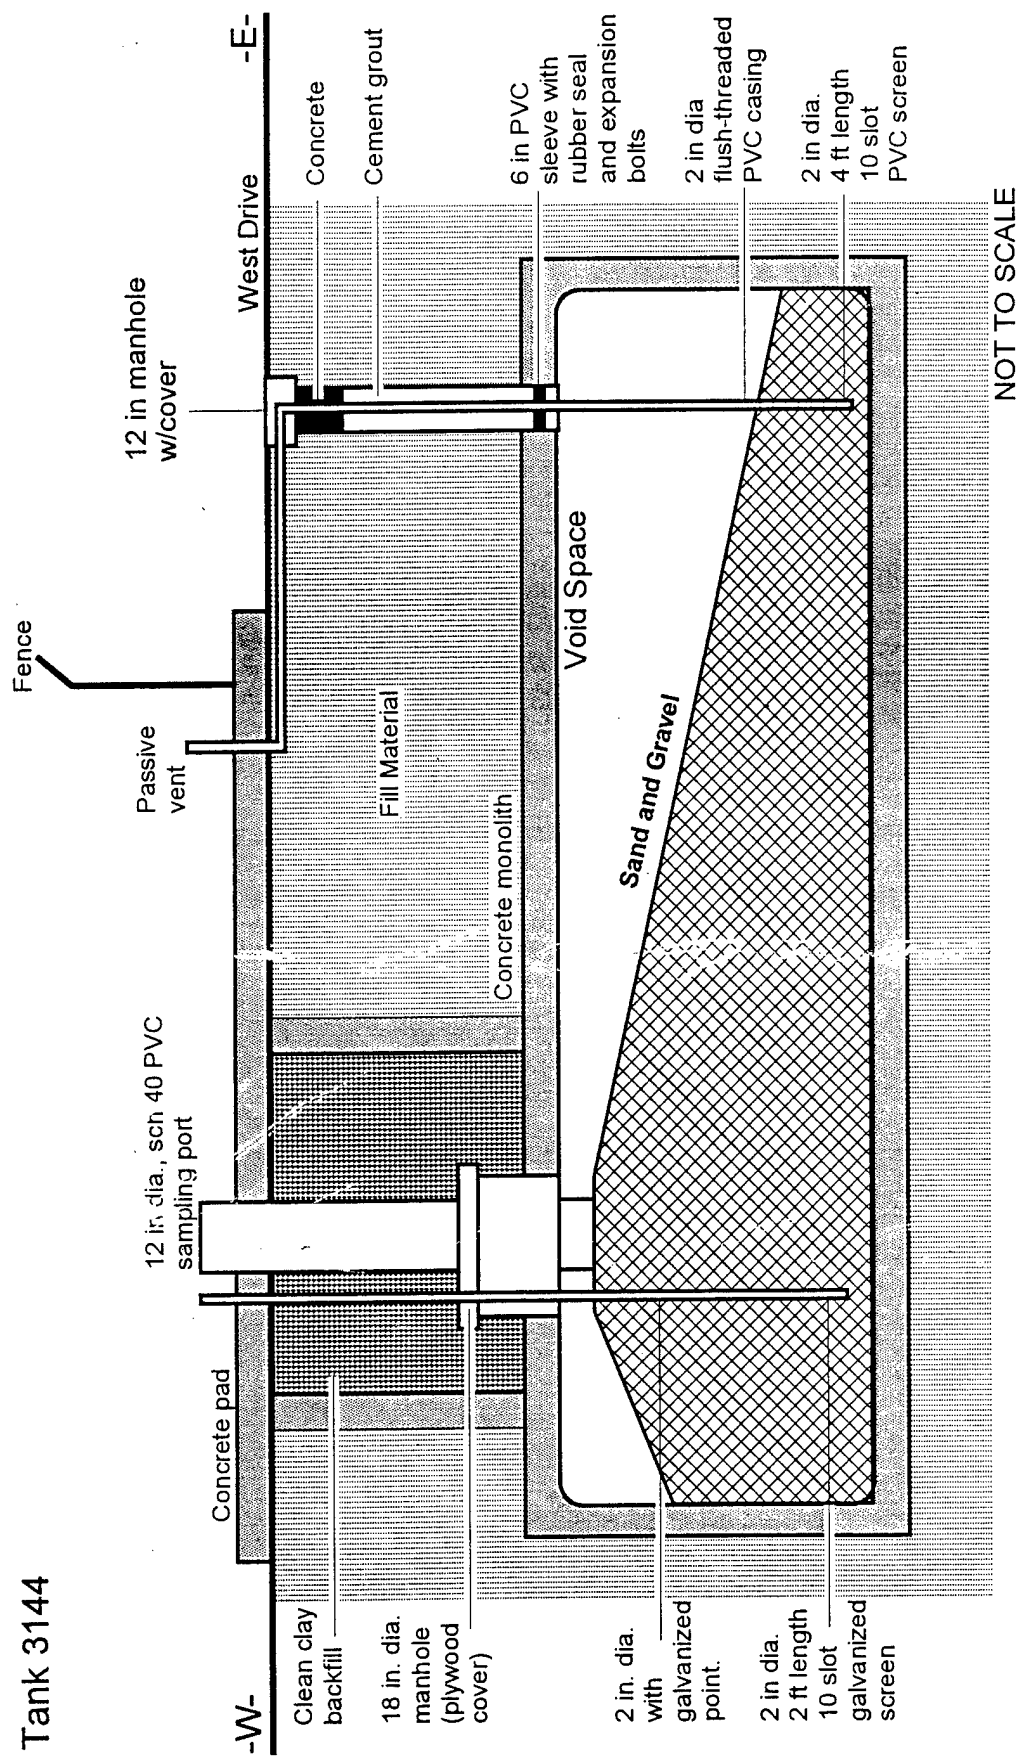 Tank 3144
-W-
-E-
Fence
Passive
vent
12 in manhole
w/cover
West Drive
12 in. dia., sch 40 PVC
sampling port
Concrete pad
Concrete
Cement grout
6 in PVC
sleeve with
rubber seal
and expansion
bolts
2 in dia
flush-threaded
PVC casing
2 in dia.
4 ft length
10 slot
PVC screen
Fill Material
Concrete monolith
Void Space
Sand and Gravel
Clean clay
backfill
18 in. dia.
manhole
(plywood
cover)
2 in. dia.
with
galvanized
point.
2 in dia.
2 ft length
10 slot
galvanized
screen
NOT TO SCALE